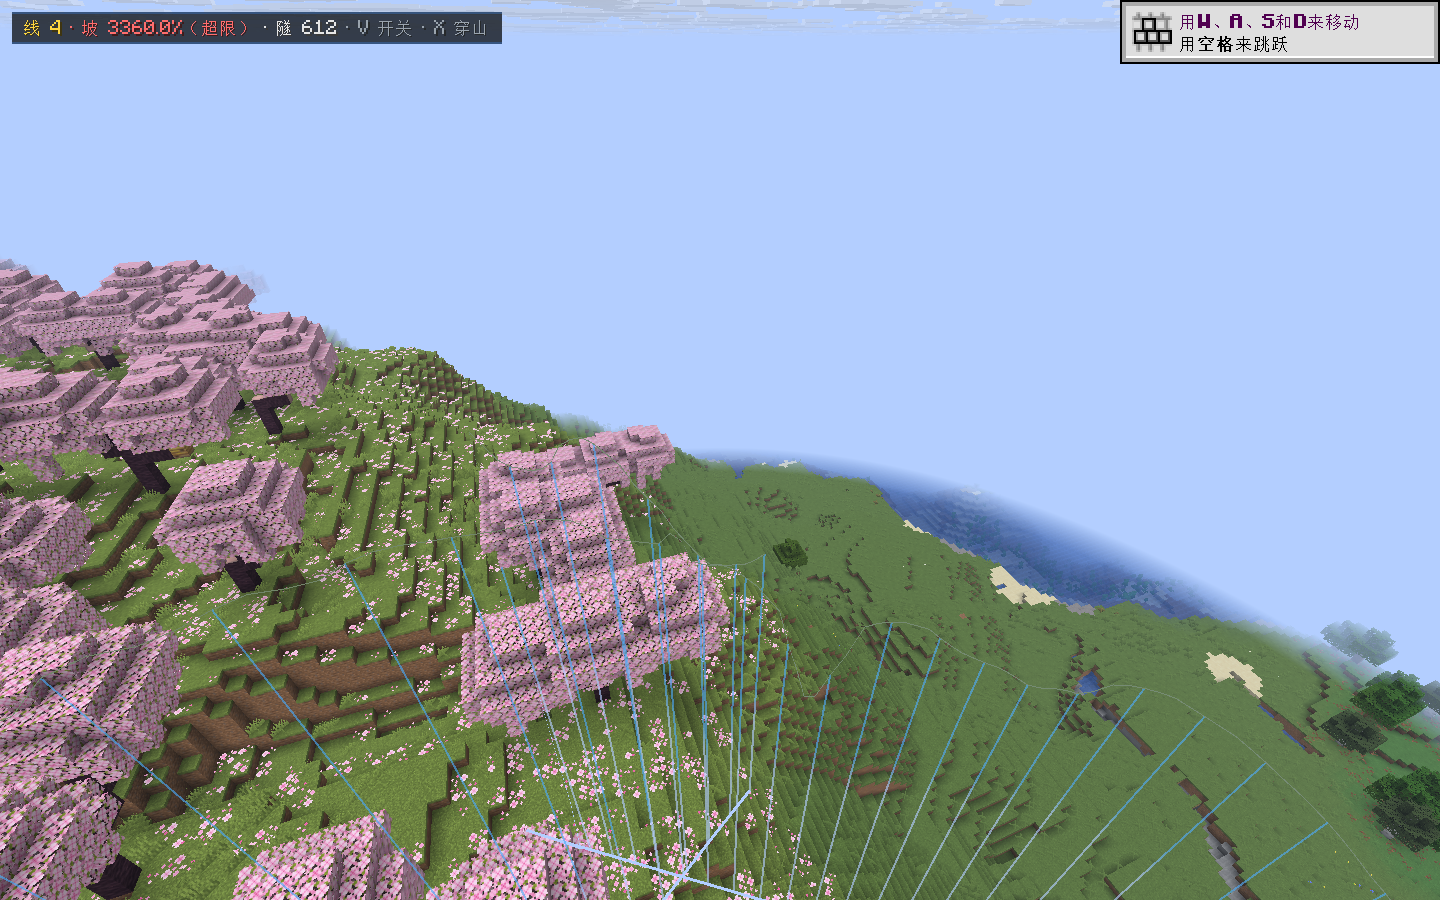 线 4 · 坡 3360.0%（超限） · 隧 612 · V 开关 · X 穿山
用W、A、S和D来移动
用空格来跳跃